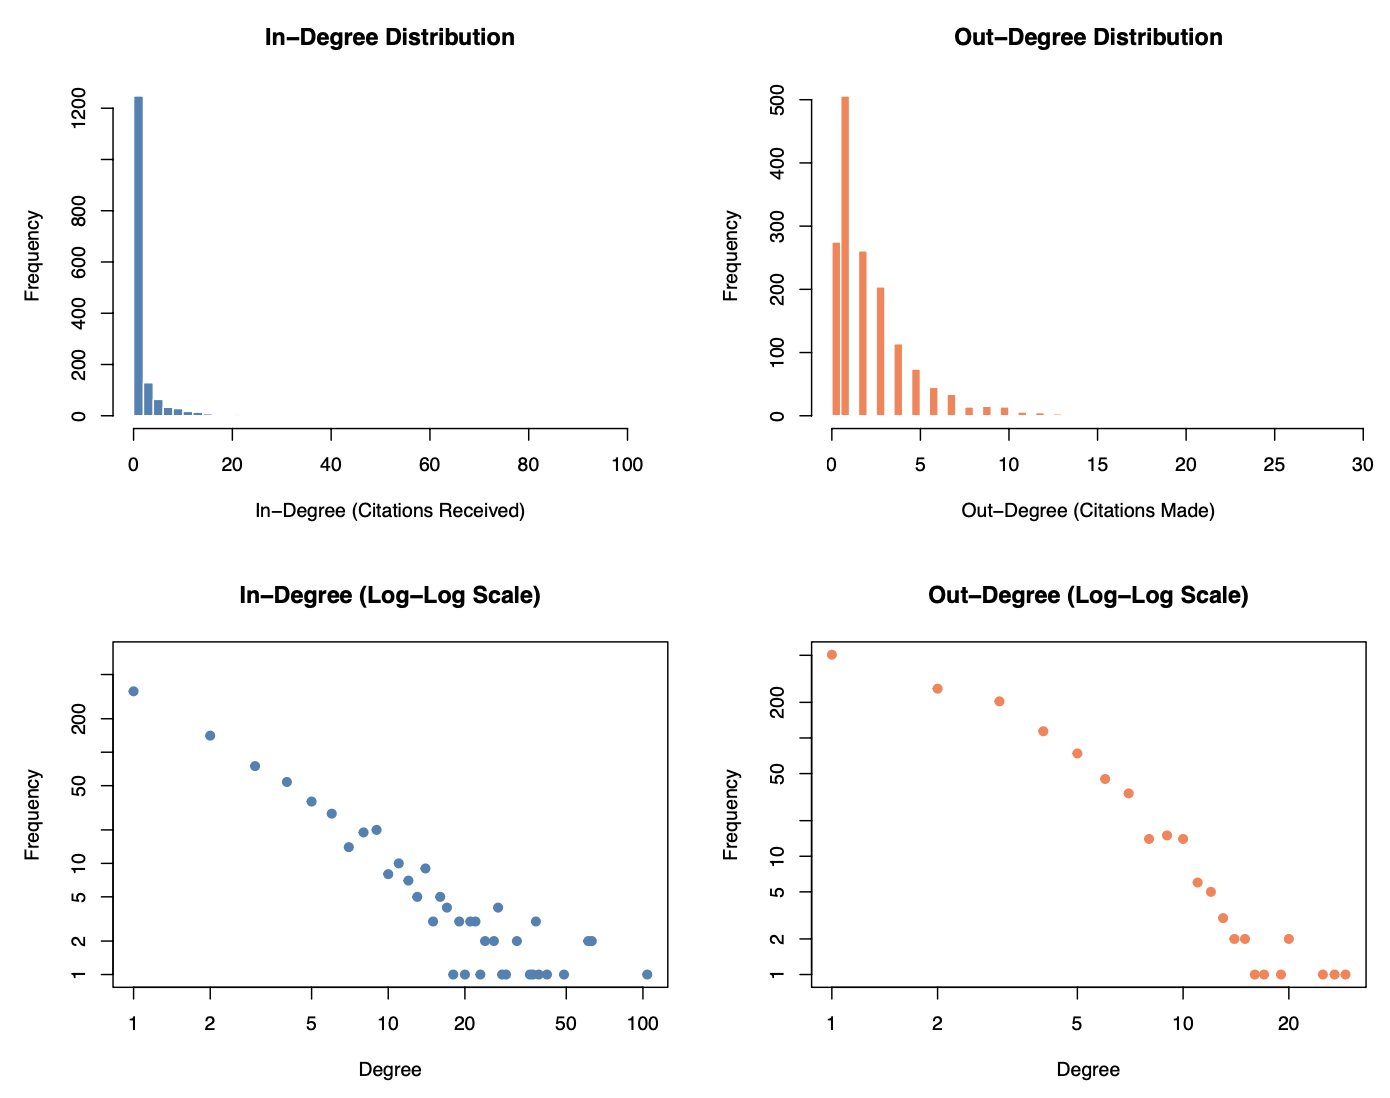 In–Degree Distribution
Frequency
0 200 400 600 800 1200
0 20 40 60 80 100
In–Degree (Citations Received)
Out–Degree Distribution
Frequency
0 100 200 300 400 500
0 5 10 15 20 25 30
Out–Degree (Citations Made)
In–Degree (Log–Log Scale)
Frequency
1 2 5 10 50 200
1 2 5 10 20 50 100
Degree
Out–Degree (Log–Log Scale)
Frequency
1 2 5 10 50 200
1 2 5 10 20
Degree